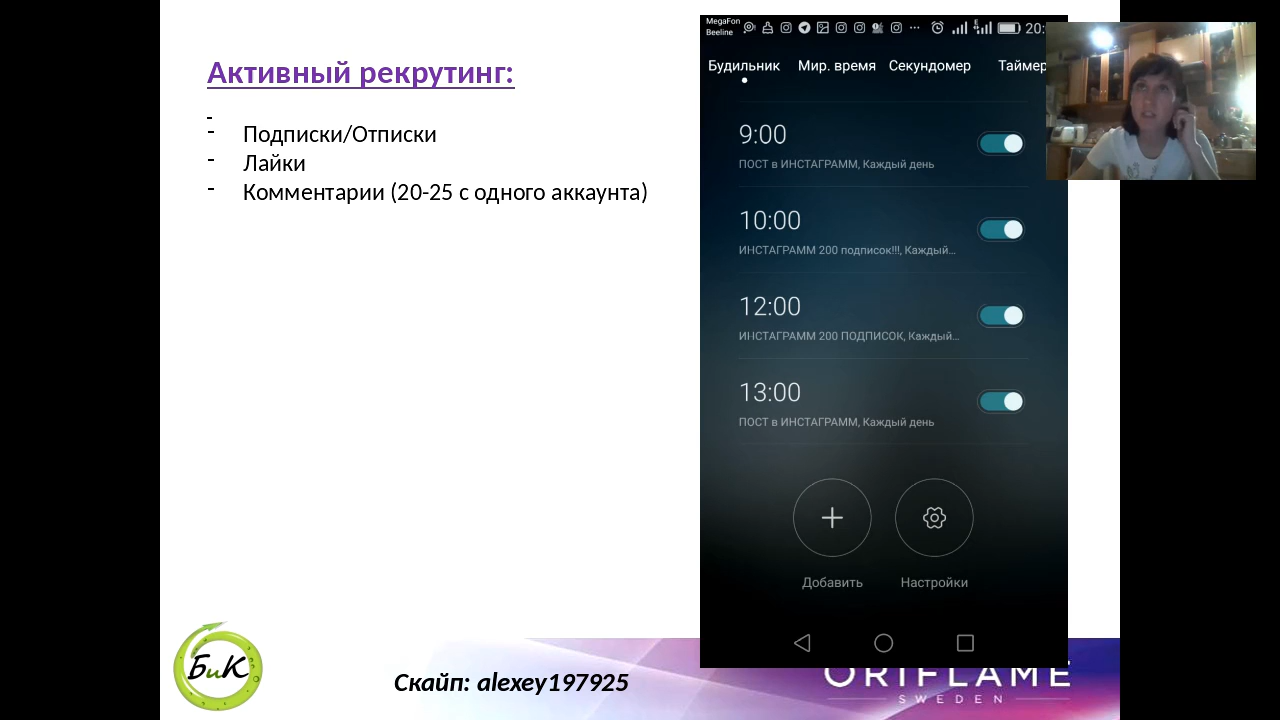 Активный рекрутинг:
-
- Подписки/Отписки
- Лайки
- Комментарии (20-25 с одного аккаунта)
MegaFon
Beeline
20:
Будильник Мир. время Секундомер Таймер
9:00
ПОСТ в ИНСТАГРАММ, Каждый день
10:00
ИНСТАГРАММ 200 подписок!!!, Каждый...
12:00
ИНСТАГРАММ 200 ПОДПИСОК, Каждый...
13:00
ПОСТ в ИНСТАГРАММ, Каждый день
Добавить Настройки
БиК
Скайп: alexey197925
ORIFLAME
SWEDEN